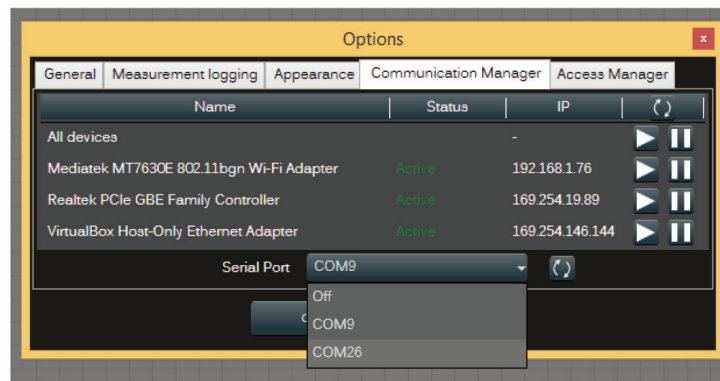 Options
x
General Measurement logging Appearance Communication Manager Access Manager
Name Status IP
All devices -
Mediatek MT7630E 802.11bgn Wi-Fi Adapter Active 192.168.1.76
Realtek PCIe GBE Family Controller Active 169.254.19.89
VirtualBox Host-Only Ethernet Adapter Active 169.254.146.144
Serial Port COM9
Off
COM9
COM26